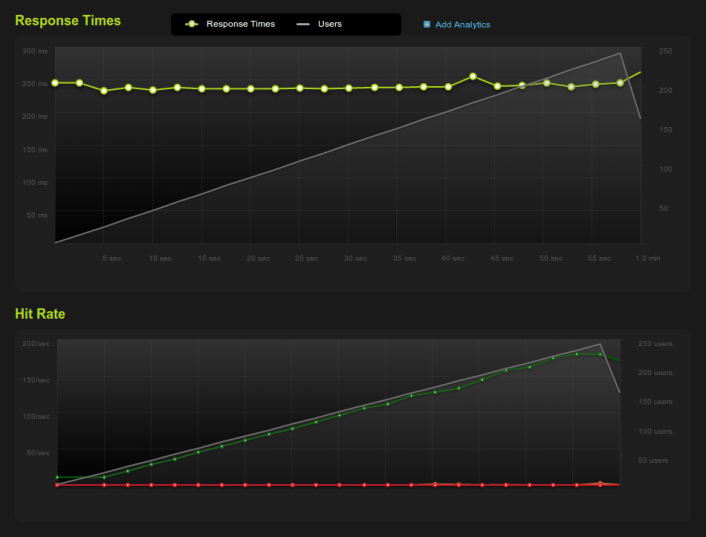 Response Times
Response Times Users Add Analytics
300 ms 250
250 ms 200
200 ms 150
150 ms 100
100 ms 50
50 ms
5 sec 10 sec 15 sec 20 sec 25 sec 30 sec 35 sec 40 sec 45 sec 50 sec 55 sec 1.0 min
Hit Rate
200/sec 250 users
150/sec 200 users
100/sec 150 users
50/sec 100 users